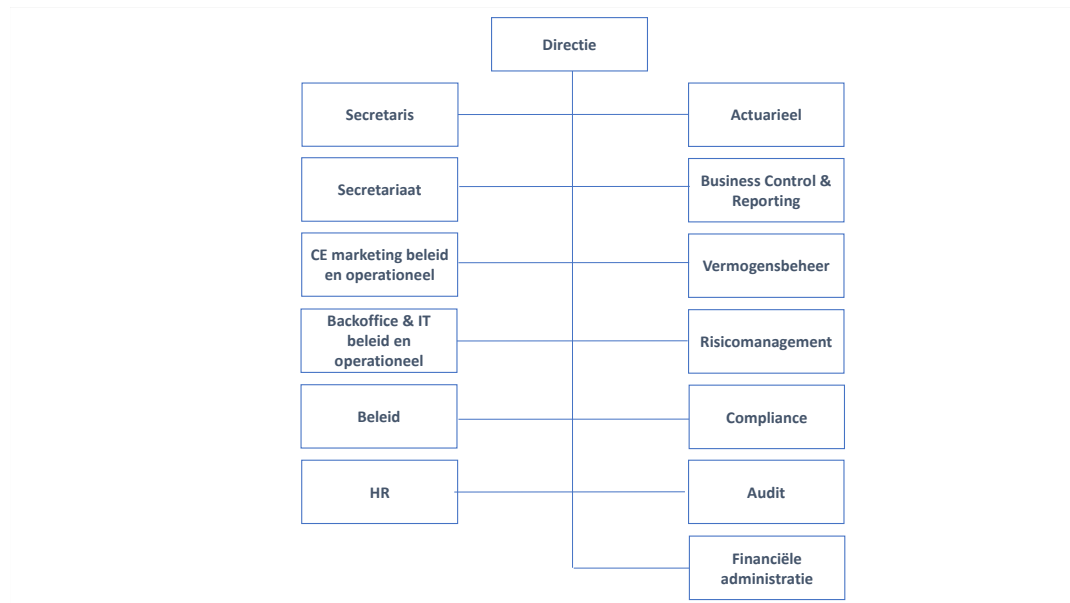 Directie
Secretaris
Actuarieel
Secretariaat
Business Control &
Reporting
CE marketing beleid
en operationeel
Vermogensbeheer
Backoffice & IT
beleid en
operationeel
Risicomanagement
Beleid
Compliance
HR
Audit
Financiële
administratie